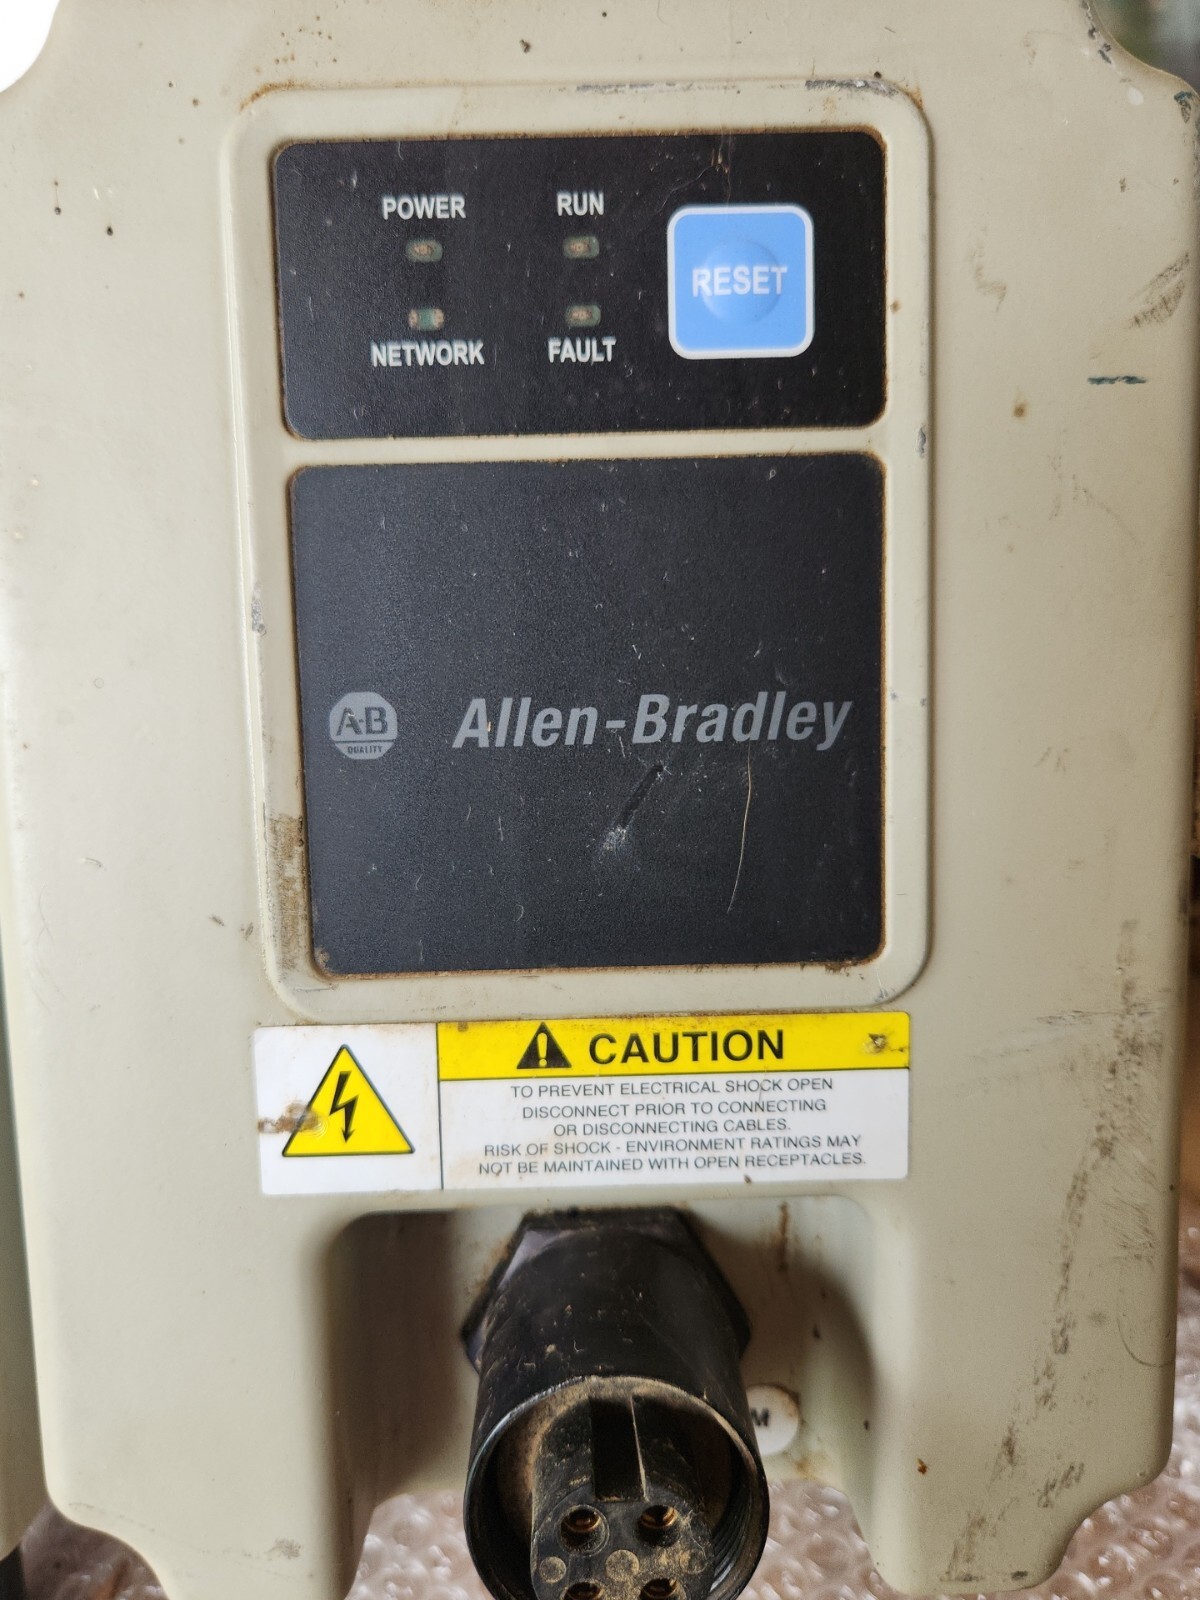 POWER RUN
RESET
NETWORK FAULT
A-B
QUALITY
Allen-Bradley
CAUTION
TO PREVENT ELECTRICAL SHOCK OPEN
DISCONNECT PRIOR TO CONNECTING
OR DISCONNECTING CABLES.
RISK OF SHOCK - ENVIRONMENT RATINGS MAY
NOT BE MAINTAINED WITH OPEN RECEPTACLES.